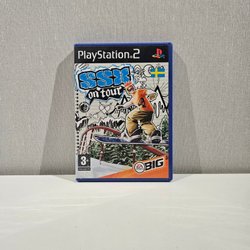 PlayStation.2
SSX
on tour
3+
EA
BIG